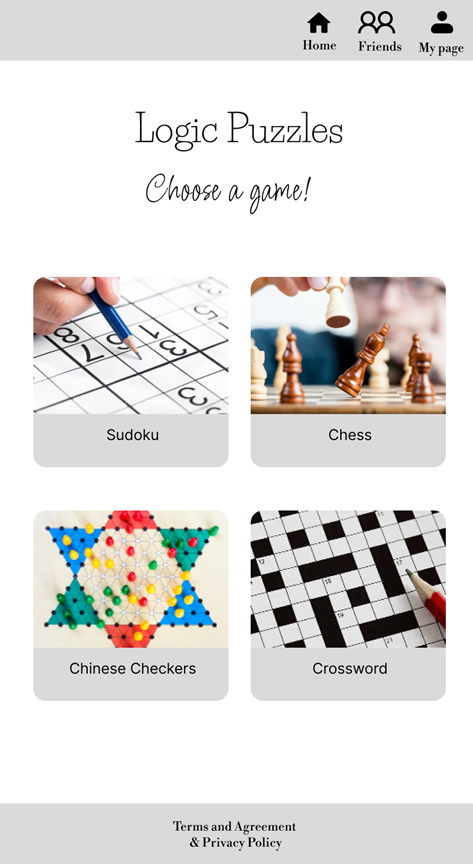 Home
Friends
My page
Logic Puzzles
Choose a game!
Sudoku
Chess
Chinese Checkers
Crossword
Terms and Agreement
& Privacy Policy